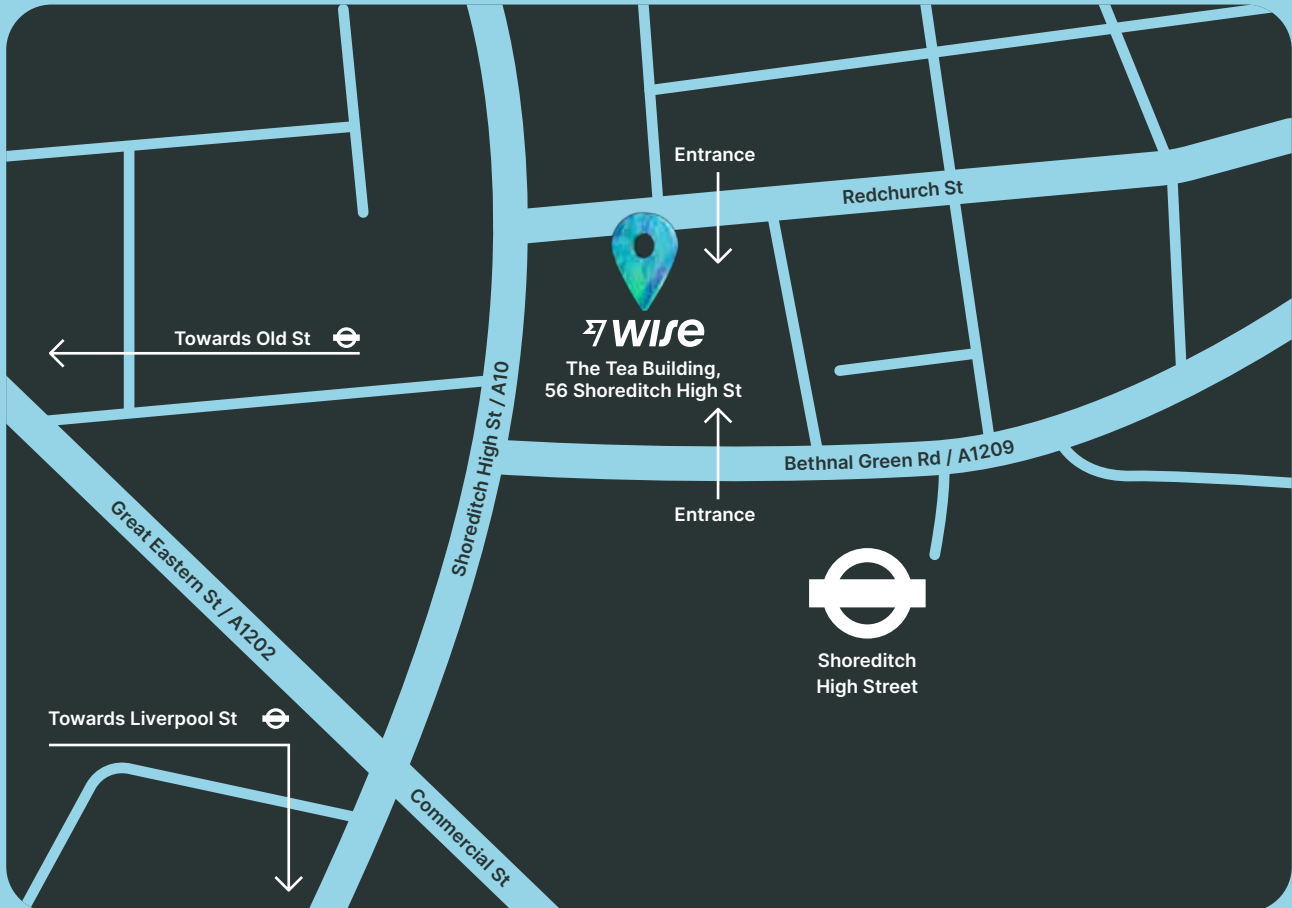 Entrance
Redchurch St
Towards Old St
wise
The Tea Building,
56 Shoreditch High St
Shoreditch High St / A10
Bethnal Green Rd / A1209
Entrance
Great Eastern St / A1202
Shoreditch
High Street
Towards Liverpool St
Commercial St